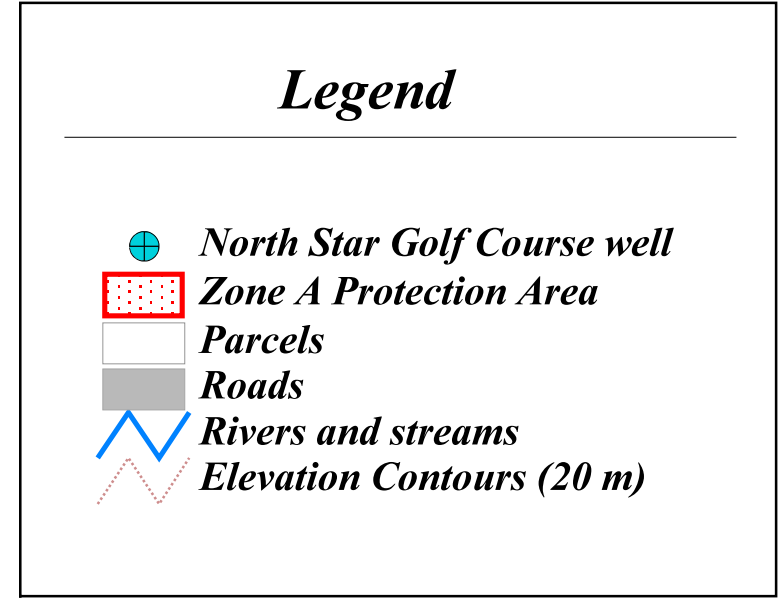 Legend
North Star Golf Course well
Zone A Protection Area
Parcels
Roads
Rivers and streams
Elevation Contours (20 m)